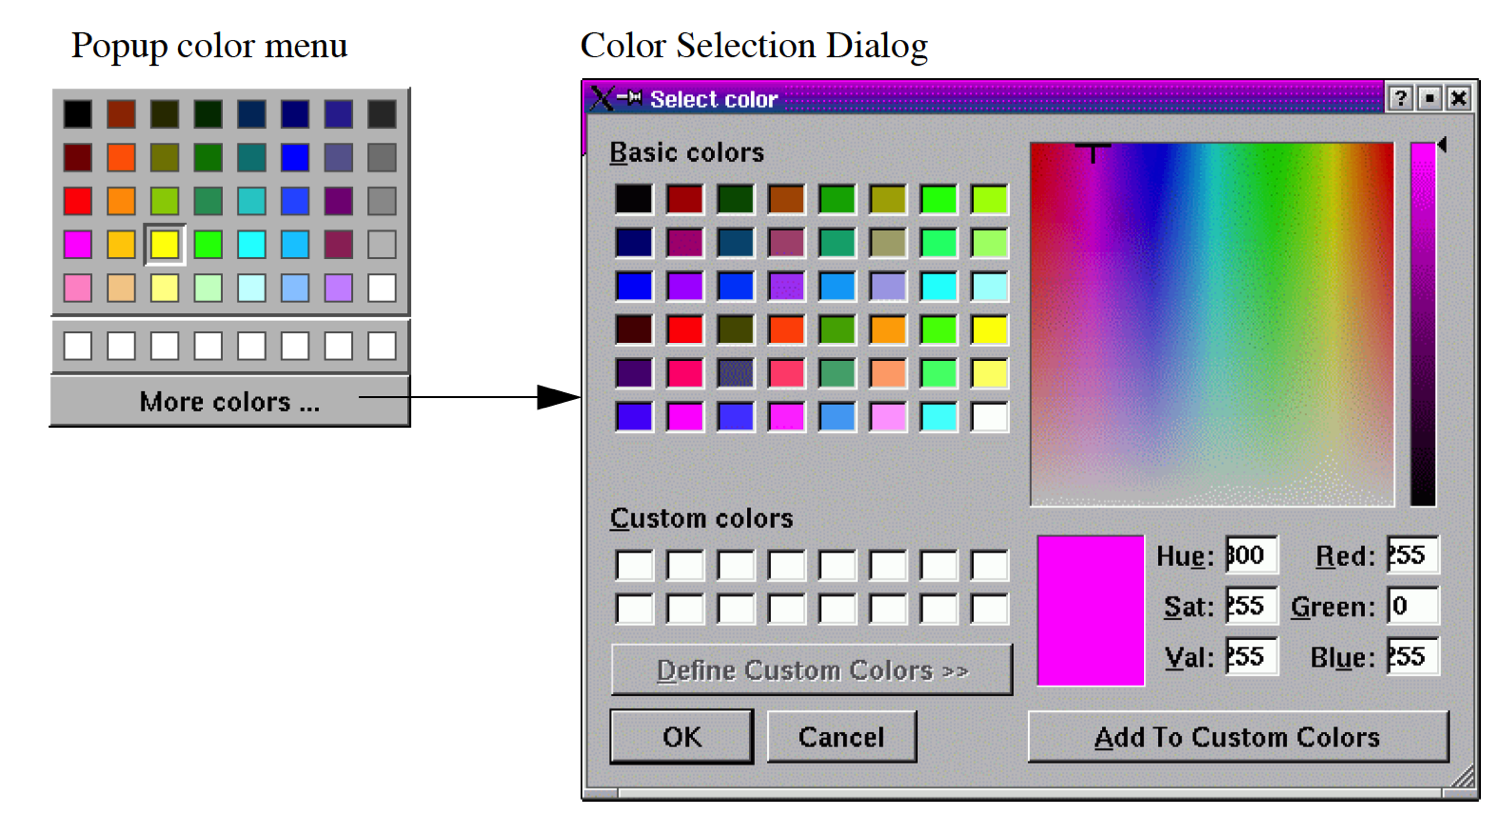 Popup color menu
Color Selection Dialog
Select color
?
Basic colors
More colors ...
Custom colors
Hue: 300 Red: 255
Sat: 255 Green: 0
Val: 255 Blue: 255
Define Custom Colors >>
OK Cancel Add To Custom Colors